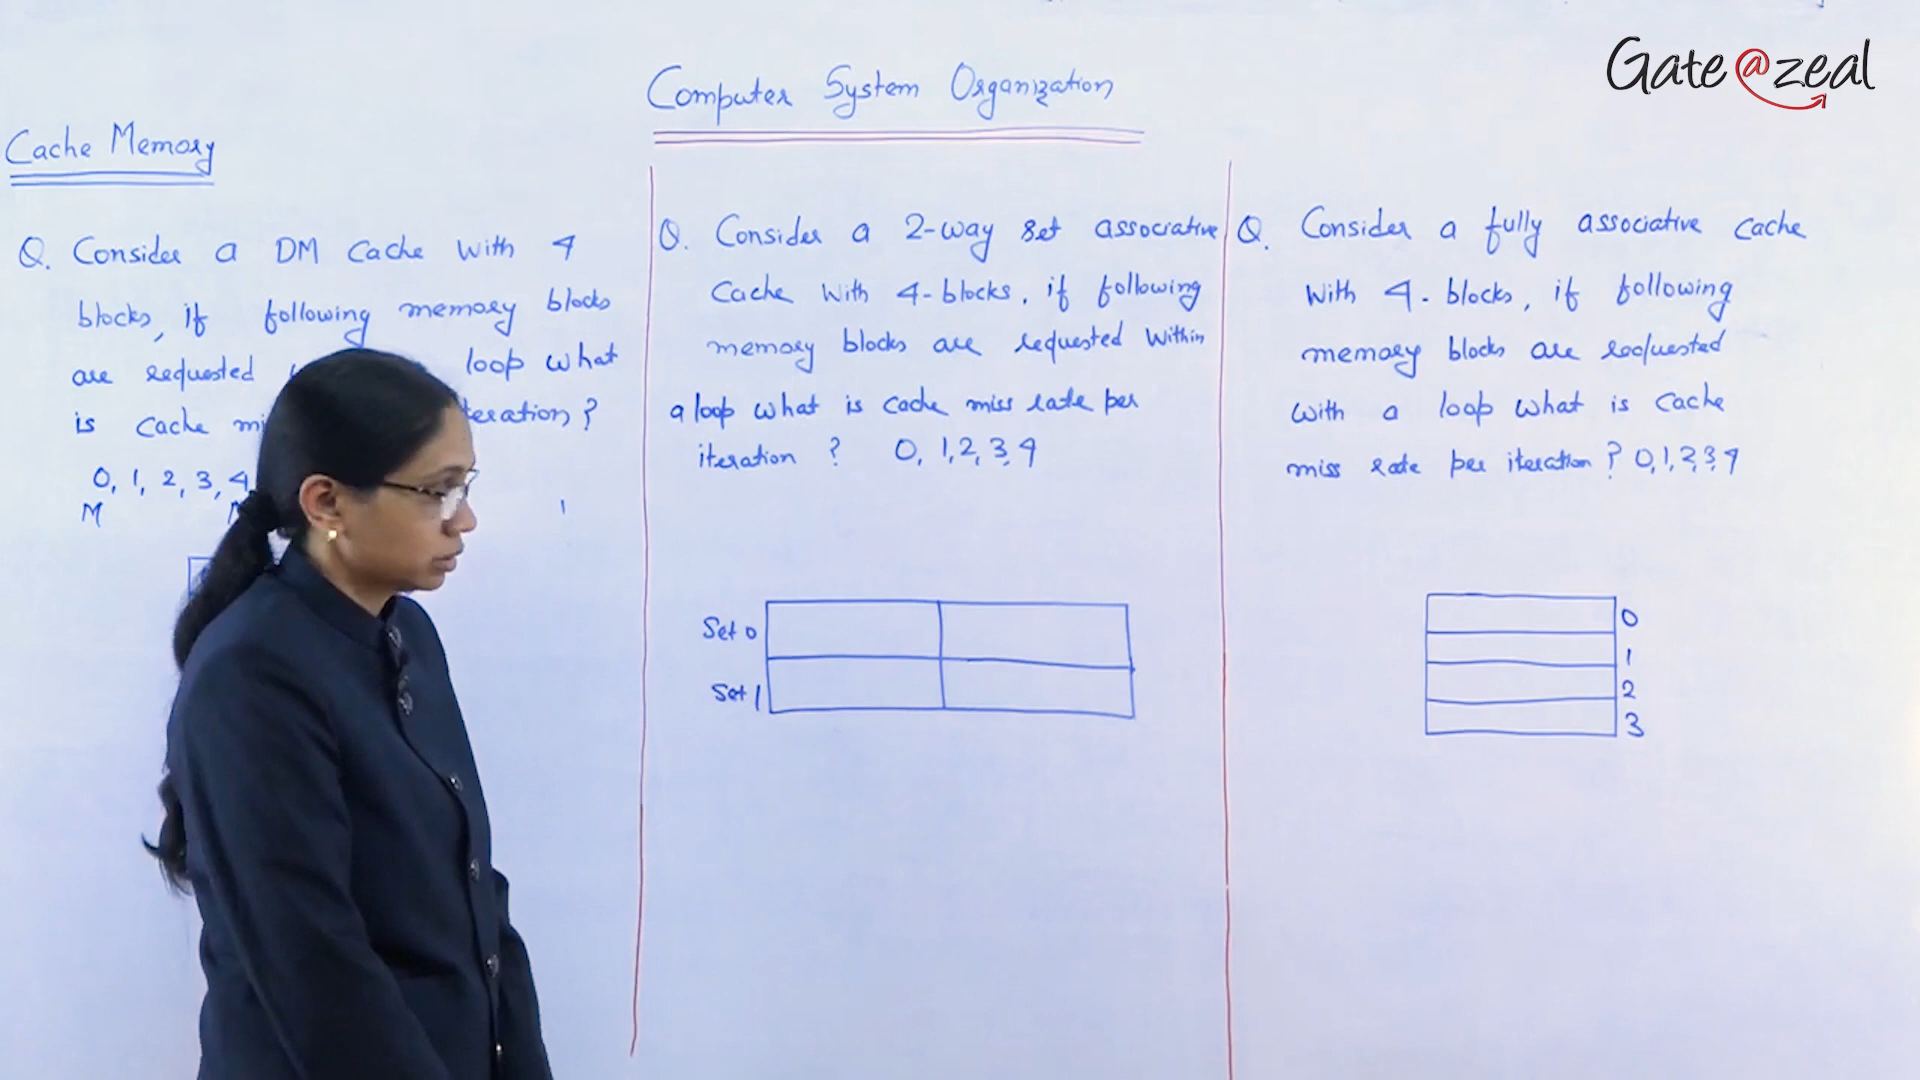 Gate@zeal
Computer System Organization
Cache Memory
Q. Consider a DM Cache with 4
blocks, if following memory blocks
are requested loop what
is cache mi teration?
0, 1, 2, 3, 4
M
Q. Consider a 2-way set associative
Cache with 4-blocks, if following
memory blocks are requested within
a loop what is cache miss rate per
iteration ? 0, 1, 2, 3, 4
Set 0
Set 1
Q. Consider a fully associative cache
with 4-blocks, if following
memory blocks are requested
with a loop what is cache
miss rate per iteration ? 0, 1, 2, 3, 4
0
1
2
3